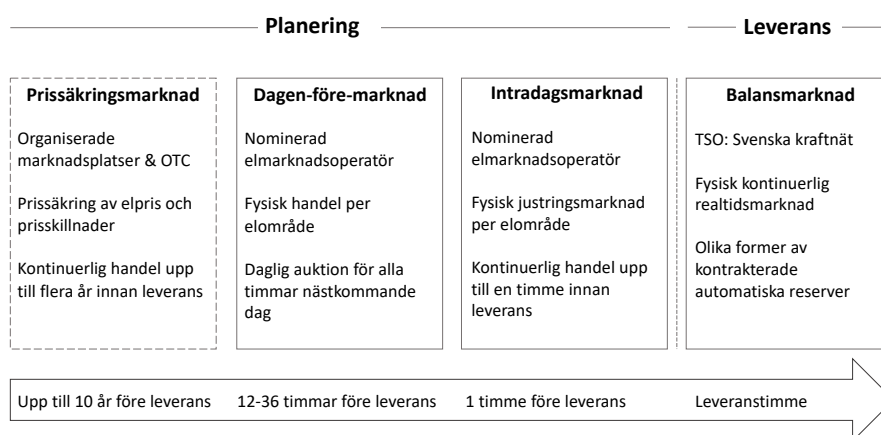 Planering
Leverans
Prissäkringsmarknad
Organiserade
marknadsplatser & OTC
Prissäkring av elpris och
prisskillnader
Kontinuerlig handel upp
till flera år innan leverans
Dagen-före-marknad
Nominerad
elmarknadsoperatör
Fysisk handel per
elområde
Daglig auktion för alla
timmar nästkommande
dag
Intradagsmarknad
Nominerad
elmarknadsoperatör
Fysisk justringsmarknad
per elområde
Kontinuerlig handel upp
till en timme innan
leverans
Balansmarknad
TSO: Svenska kraftnät
Fysisk kontinuerlig
realtidsmarknad
Olika former av
kontrakterade
automatiska reserver
Upp till 10 år före leverans
12-36 timmar före leverans
1 timme före leverans
Leveranstimme